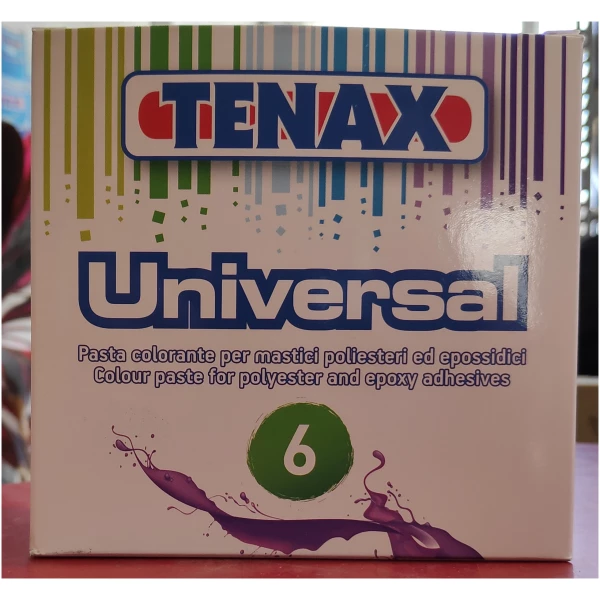 TENAX
Universal
Pasta colorante per mastici poliesteri ed epossidici
Colour paste for polyester and epoxy adhesives
6